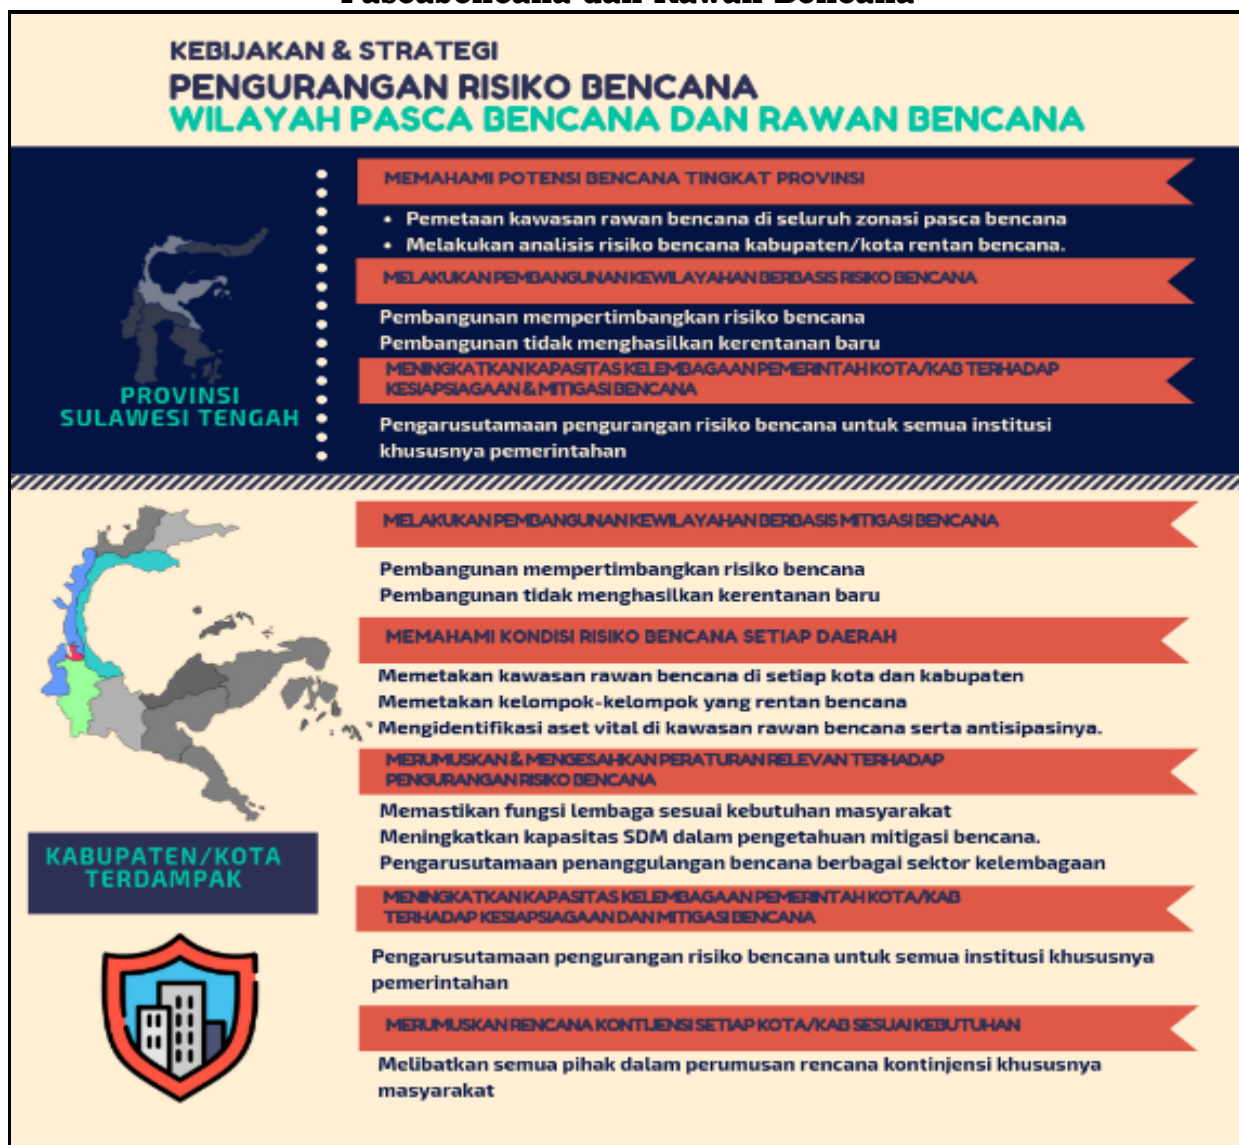 Pascabencana dan Rawan Bencana
KEBIJAKAN & STRATEGI
PENGURANGAN RISIKO BENCANA
WILAYAH PASCA BENCANA DAN RAWAN BENCANA
MEMAHAMI POTENSI BENCANA TINGKAT PROVINSI
• Pemetaan kawasan rawan bencana di seluruh zonasi pasca bencana
• Melakukan analisis risiko bencana kabupaten/kota rentan bencana.
MELAKUKAN PEMBANGUNAN KEWILAYAHAN BERBASIS RISIKO BENCANA
Pembangunan mempertimbangkan risiko bencana
Pembangunan tidak menghasilkan kerentanan baru
MENINGKATKAN KAPASITAS KELEMBAGAAN PEMERINTAH KOTA/KAB TERHADAP
KESIAPSIAGAAN & MITIGASI BENCANA
Pengarusutamaan pengurangan risiko bencana untuk semua institusi
khususnya pemerintahan
PROVINSI
SULAWESI TENGAH
MELAKUKAN PEMBANGUNAN KEWILAYAHAN BERBASIS MITIGASI BENCANA
Pembangunan mempertimbangkan risiko bencana
Pembangunan tidak menghasilkan kerentanan baru
MEMAHAMI KONDISI RISIKO BENCANA SETIAP DAERAH
Memetakan kawasan rawan bencana di setiap kota dan kabupaten
Memetakan kelompok-kelompok yang rentan bencana
Mengidentifikasi aset vital di kawasan rawan bencana serta antisipasinya.
MERUMUSKAN & MENGESAHKAN PERATURAN RELEVAN TERHADAP
PENGURANGAN RISIKO BENCANA
Memastikan fungsi lembaga sesuai kebutuhan masyarakat
Meningkatkan kapasitas SDM dalam pengetahuan mitigasi bencana.
Pengarusutamaan penanggulangan bencana berbagai sektor kelembagaan
MENINGKATKAN KAPASITAS KELEMBAGAAN PEMERINTAH KOTA/KAB
TERHADAP KESIAPSIAGAAN DAN MITIGASI BENCANA
Pengarusutamaan pengurangan risiko bencana untuk semua institusi khususnya
pemerintahan
MERUMUSKAN RENCANA KONTIJENSI SETIAP KOTA/KAB SESUAI KEBUTUHAN
Melibatkan semua pihak dalam perumusan rencana kontinjensi khususnya
masyarakat
KABUPATEN/KOTA
TERDAMPAK